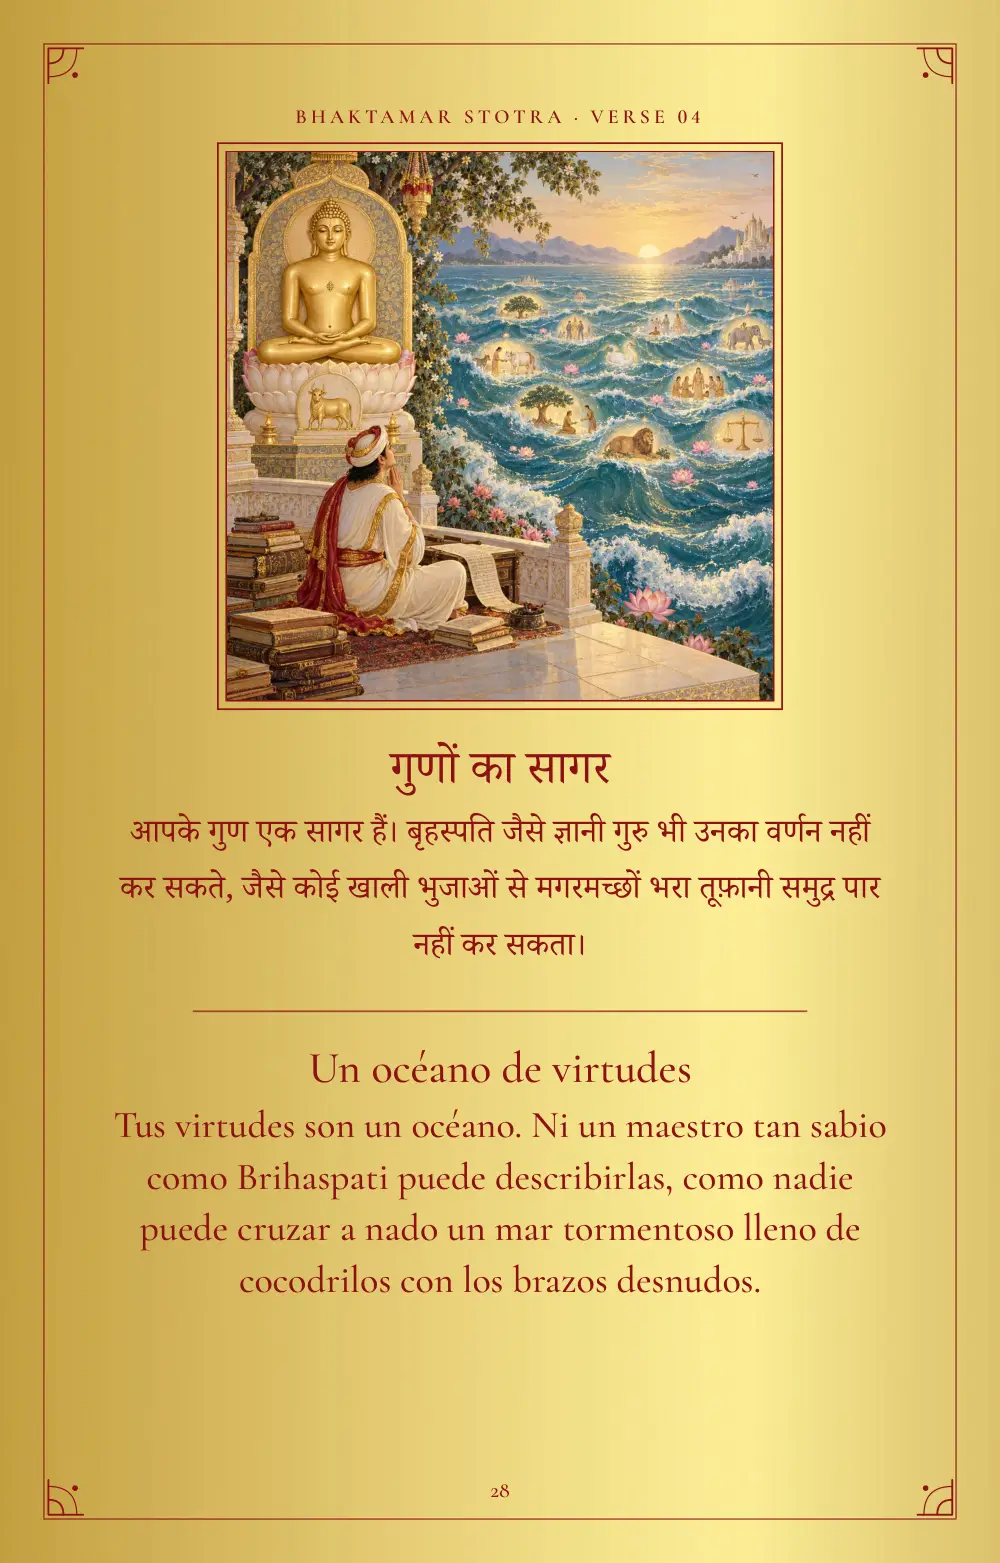 BHAKTAMAR STOTRA · VERSE 04
गुणों का सागर
आपके गुण एक सागर हैं। बृहस्पति जैसे ज्ञानी गुरु भी उनका वर्णन नहीं
कर सकते, जैसे कोई खाली भुजाओं से मगरमच्छों भरा तूफ़ानी समुद्र पार
नहीं कर सकता।
Un océano de virtudes
Tus virtudes son un océano. Ni un maestro tan sabio
como Brihaspati puede describirlas, como nadie
puede cruzar a nado un mar tormentoso lleno de
cocodrilos con los brazos desnudos.
28